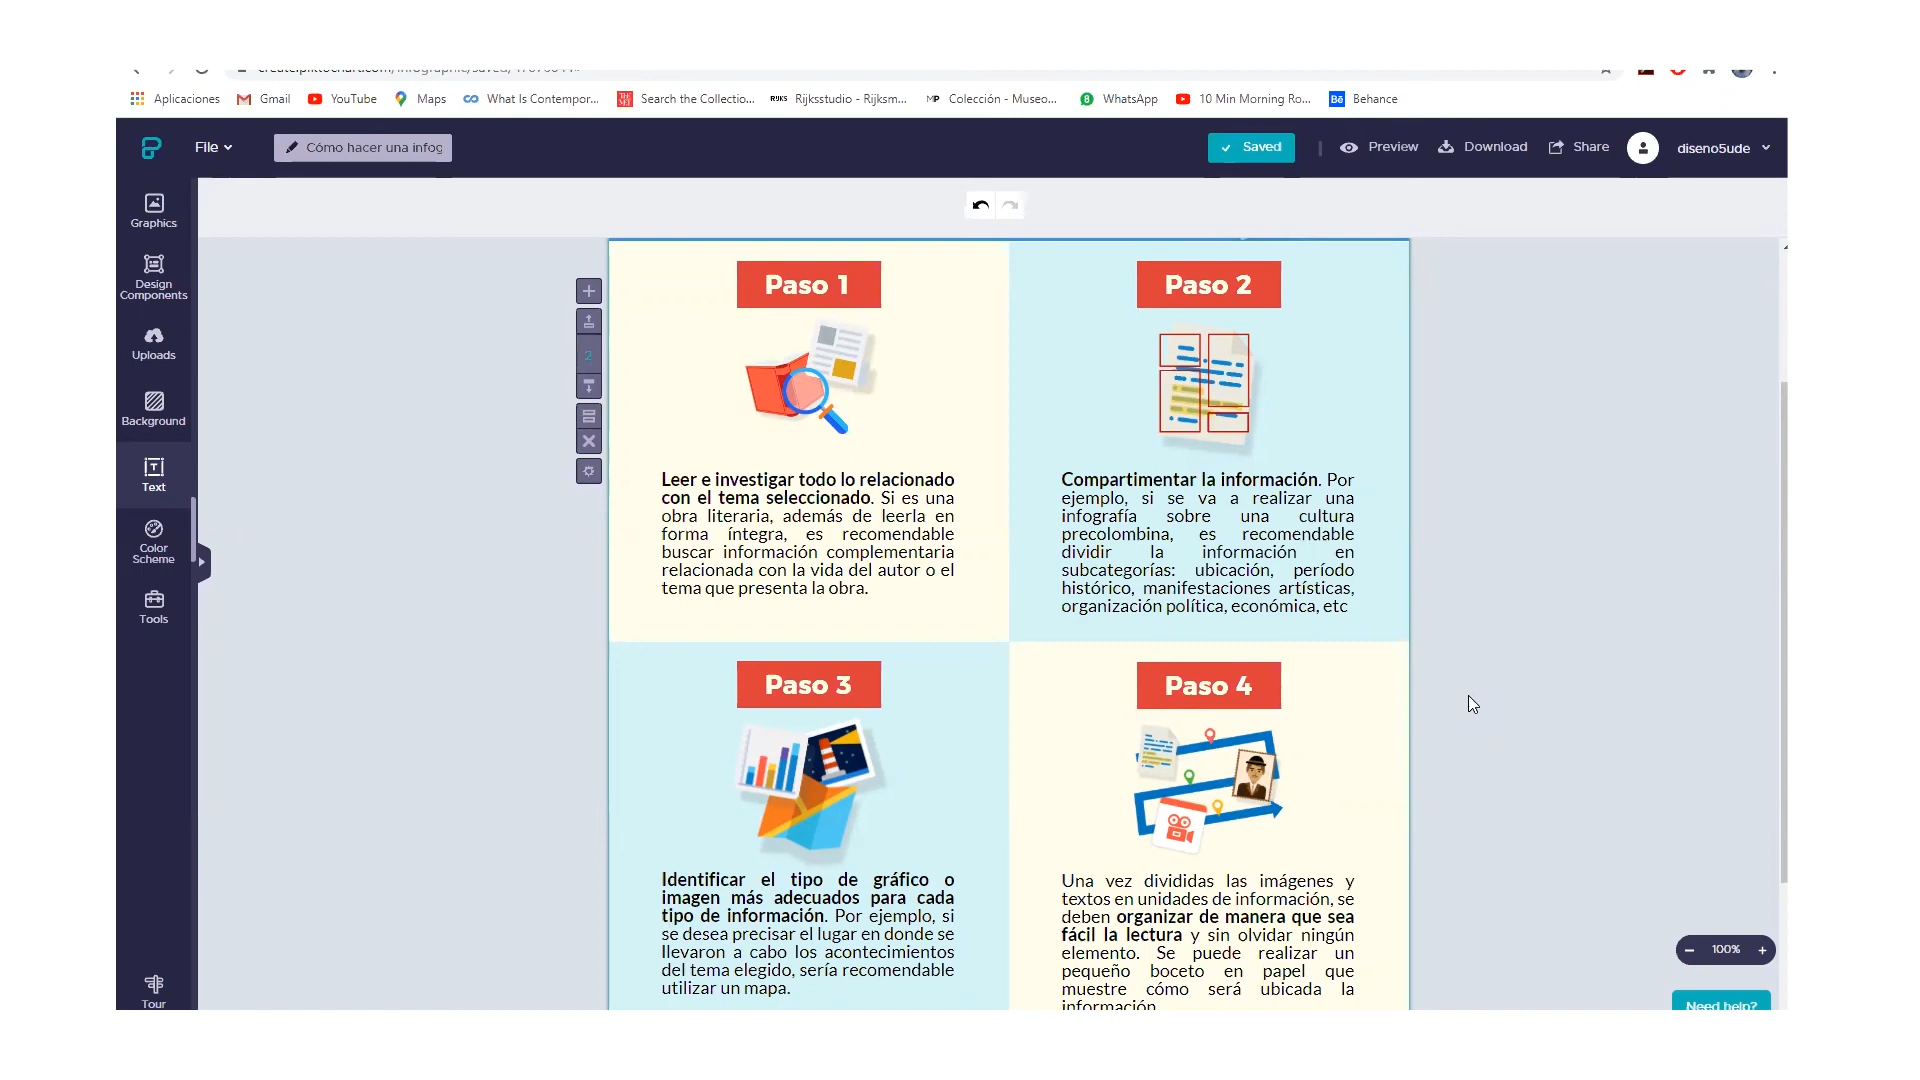 Aplicaciones Gmail YouTube Maps What Is Contempor... Search the Collectio... Rijksstudio - Rijksm... Colección - Museo... WhatsApp 10 Min Morning Ro... Behance
File Cómo hacer una infog Saved Preview Download Share diseno5ude
Graphics
Design
Components
Uploads
Background
Text
Color
Scheme
Tools
Tour
2
Paso 1
Leer e investigar todo lo relacionado
con el tema seleccionado. Si es una
obra literaria, además de leerla en
forma íntegra, es recomendable
buscar información complementaria
relacionada con la vida del autor o el
tema que presenta la obra.
Paso 2
Compartimentar la información. Por
ejemplo, si se va a realizar una
infografía sobre una cultura
precolombina, es recomendable
dividir la información en
subcategorías: ubicación, período
histórico, manifestaciones artísticas,
organización política, económica, etc
Paso 3
Identificar el tipo de gráfico o
imagen más adecuados para cada
tipo de información. Por ejemplo, si
se desea precisar el lugar en donde se
llevaron a cabo los acontecimientos
del tema elegido, sería recomendable
utilizar un mapa.
Paso 4
Una vez divididas las imágenes y
textos en unidades de información, se
deben organizar de manera que sea
fácil la lectura y sin olvidar ningún
elemento. Se puede realizar un
pequeño boceto en papel que
muestre cómo será ubicada la
información
100%
Need help?